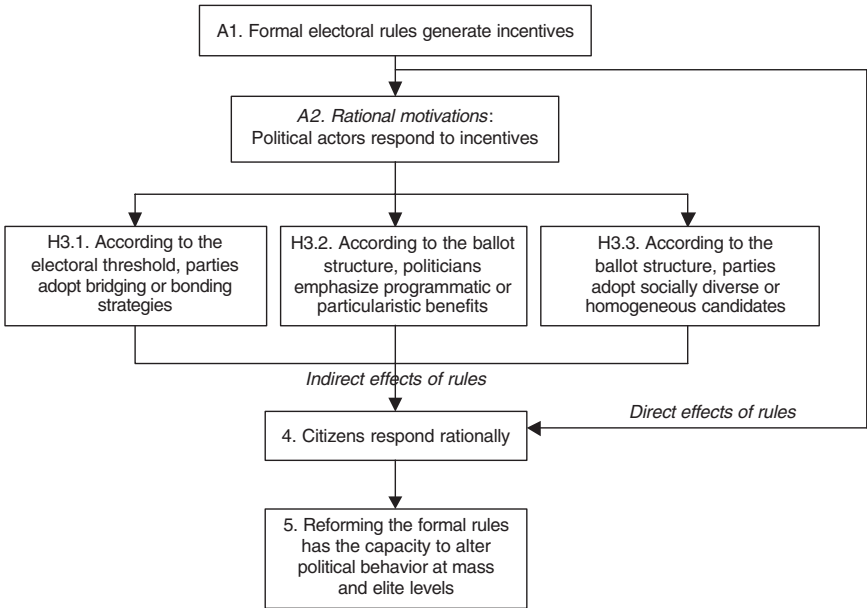 A1. Formal electoral rules generate incentives
A2. Rational motivations:
Political actors respond to incentives
H3.1. According to the
electoral threshold, parties
adopt bridging or bonding
strategies
H3.2. According to the ballot
structure, politicians
emphasize programmatic or
particularistic benefits
H3.3. According to the
ballot structure, parties
adopt socially diverse or
homogeneous candidates
Indirect effects of rules
Direct effects of rules
4. Citizens respond rationally
5. Reforming the formal rules
has the capacity to alter
political behavior at mass
and elite levels